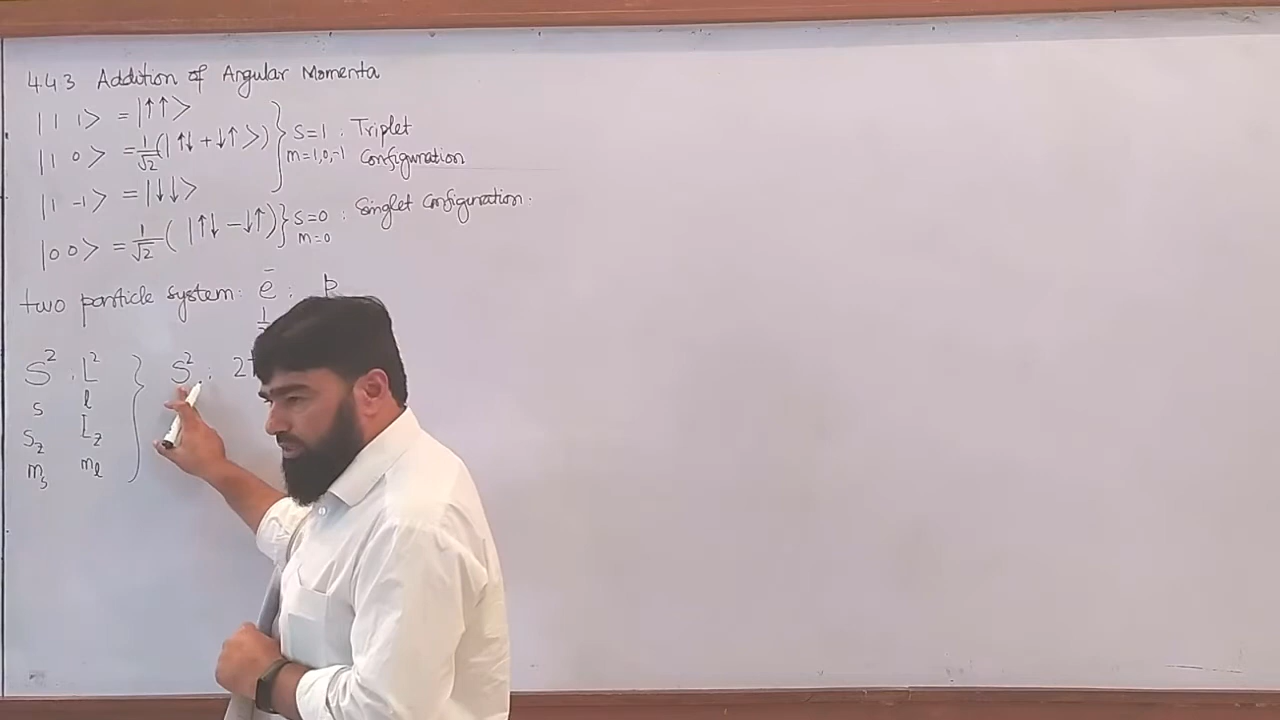 4.4.3 Addition of Angular Momenta
|1 1> = |↑↑>
|1 0> = 1/√2 (|↑↓ + ↓↑>)
|1 -1> = |↓↓>
} S=1 : Triplet
m=1,0,-1 Configuration
|0 0> = 1/√2 ( |↑↓ - ↓↑) } S=0 : Singlet Configuration.
m=0
two particle system: e⁻ : P
S² , L² } S² : 2
s l
S_z L_z
m_s m_l